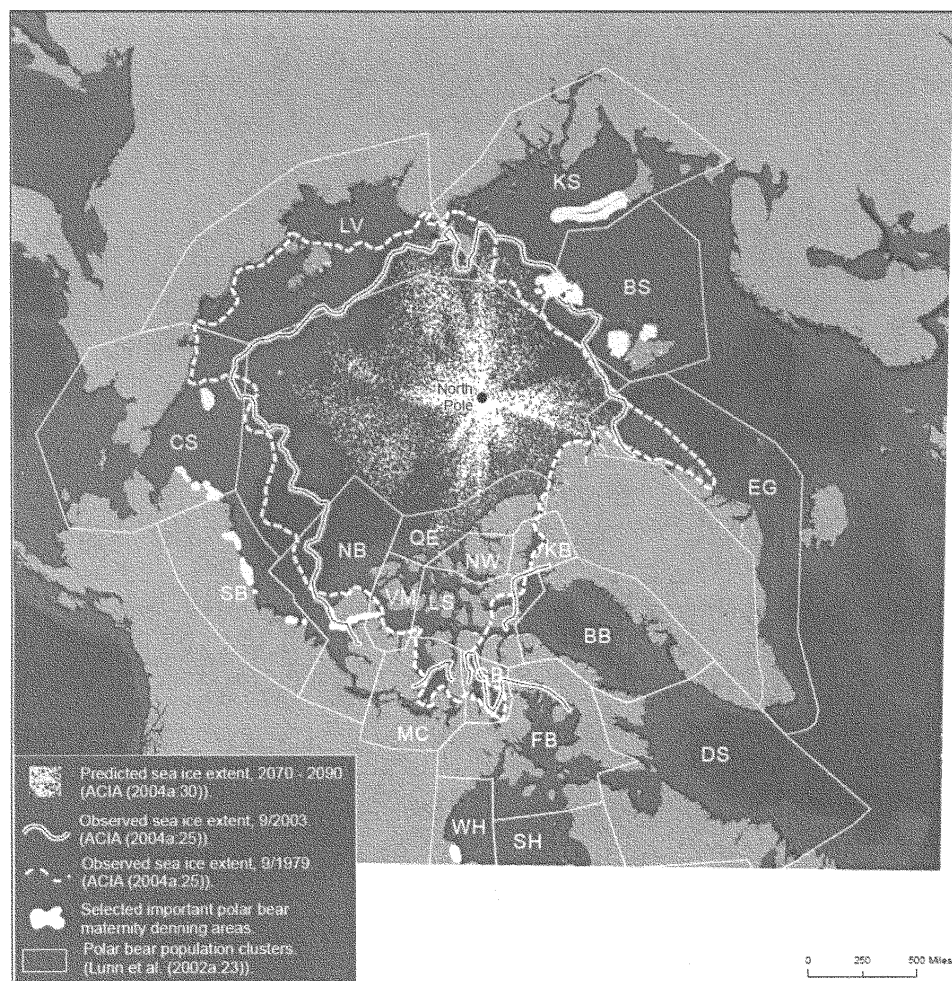 KS
LV
BS
North
Pole
CS
EG
NB
QE
NW
KB
SB
VM
LS
BB
GB
MC
FB
DS
WH
SH
Predicted sea ice extent, 2070 - 2090
(ACIA (2004a:30))
Observed sea ice extent, 9/2003
(ACIA (2004a:25))
Observed sea ice extent, 9/1979
(ACIA (2004a:25)).
Selected important polar bear
maternity denning areas.
Polar bear population clusters.
(Lunn et al. (2002a:23))
0 250 500 Miles